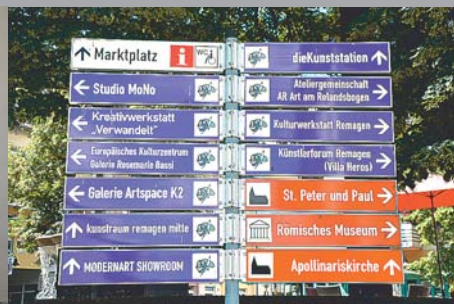 Marktplatz i WC
Studio MoNo
Kreativwerkstatt
„Verwandelt"
Europäisches Kulturzentrum
Galerie Rosemarie Bassi
Galerie Artspace K2
kunstraum remagen mitte
MODERNART SHOWROOM
dieKunststation
Ateliergemeinschaft
AR Art am Rolandsbogen
Kulturwerkstatt Remagen
Künstlerforum Remagen
(Villa Heros)
St. Peter und Paul
Römisches Museum
Apollinariskirche